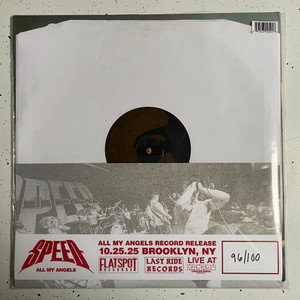 SPEED
ALL MY ANGELS
ALL MY ANGELS RECORD RELEASE
10.25.25 BROOKLYN, NY
FLATSPOT
RECORDS
LAST RIDE
RECORDS
LIVE AT
96/100